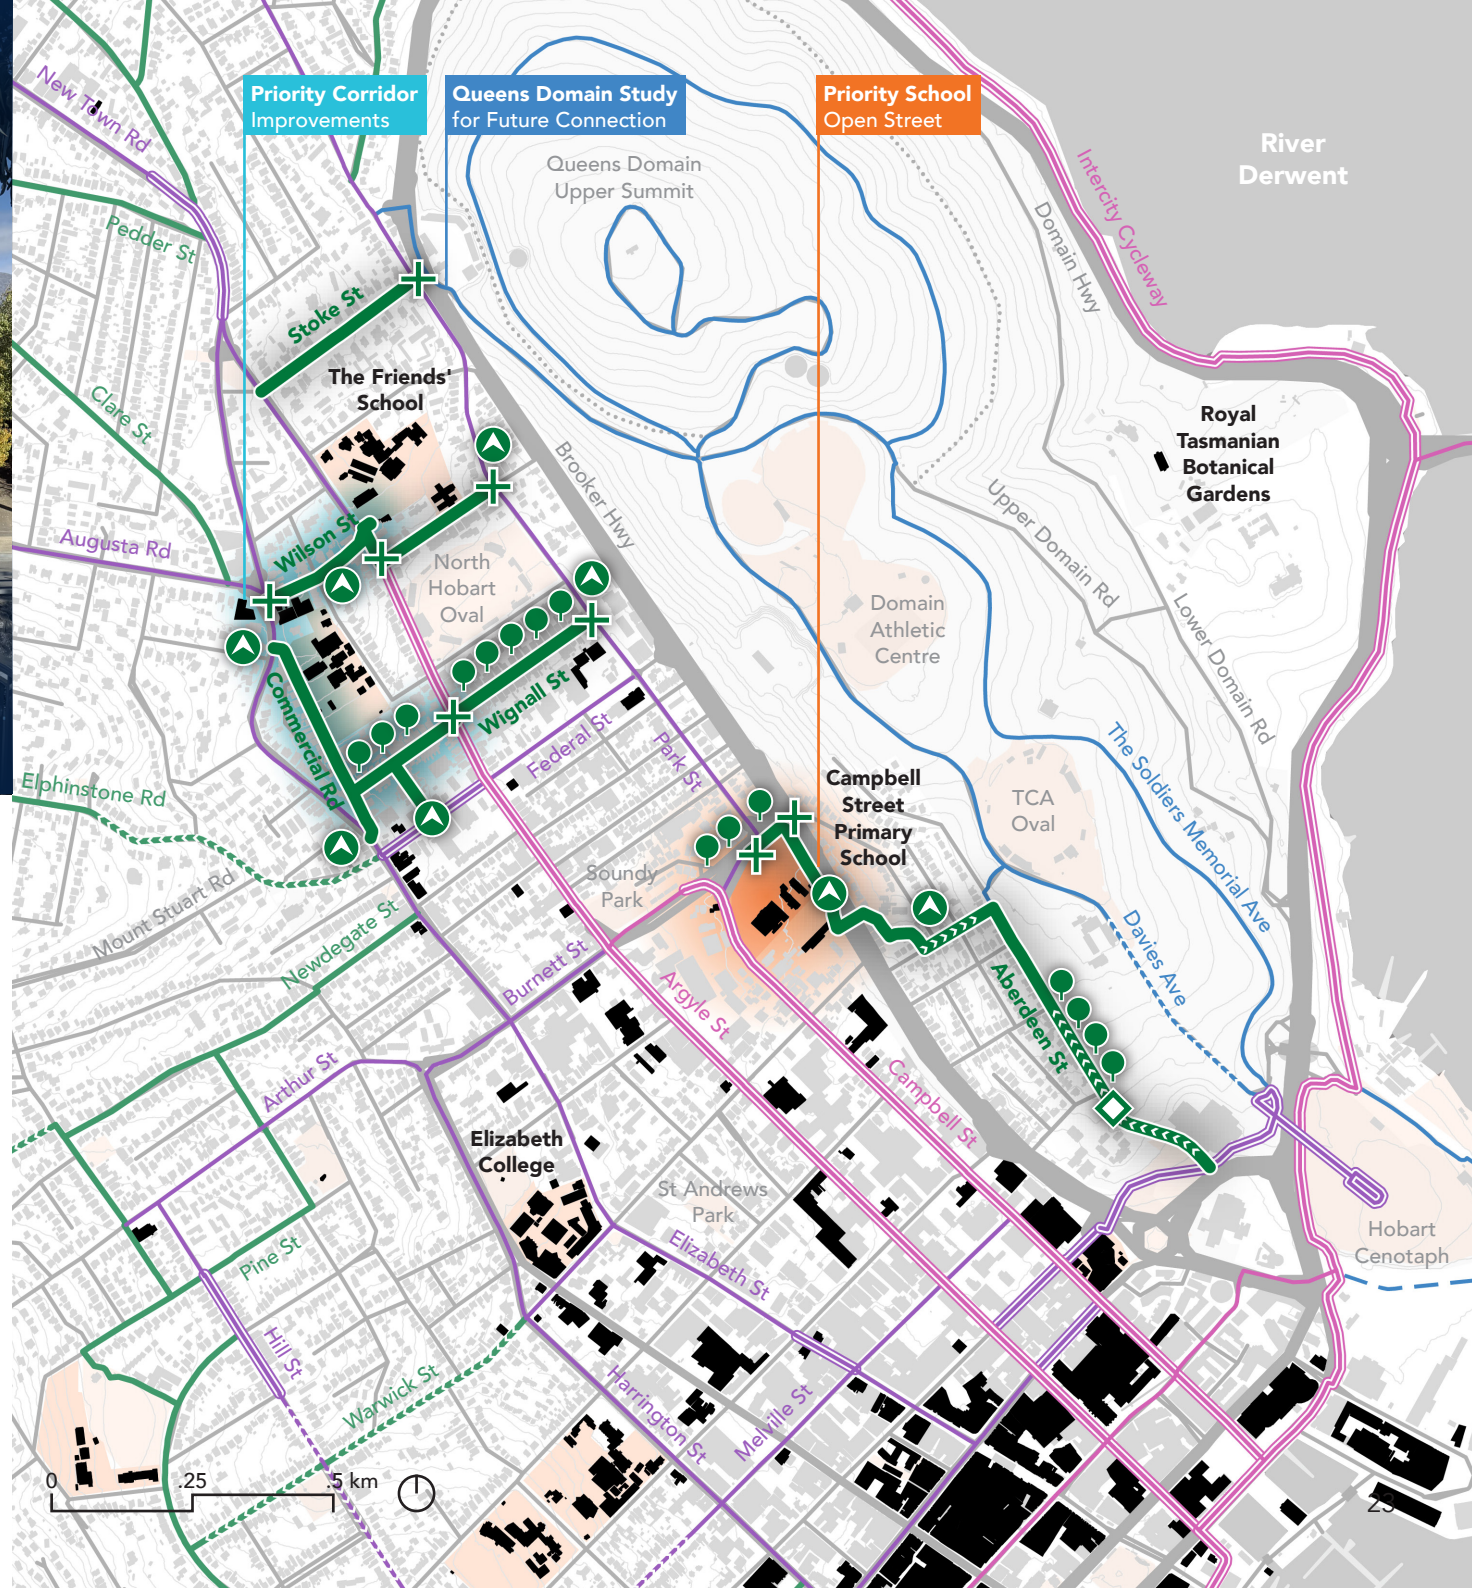 Priority Corridor
Improvements
Queens Domain Study
for Future Connection
Priority School
Open Street
New Town Rd
River
Derwent
Queens Domain
Upper Summit
Intercity Cycleway
Domain Hwy
Pedder St
Stoke St
The Friends'
School
Clare St
Royal
Tasmanian
Botanical
Gardens
Brooker Hwy
Upper Domain Rd
Augusta Rd
Wilson St
North
Hobart
Oval
Domain
Athletic
Centre
Lower Domain Rd
Commercial Rd
Wignall St
Federal St
Park St
The Soldiers Memorial Ave
Elphinstone Rd
Campbell
Street
Primary
School
TCA
Oval
Soundy
Park
Mount Stuart Rd
Newdegate St
Burnett St
Argyle St
Davies Ave
Aberdeen St
Arthur St
Campbell St
Elizabeth
College
St Andrews
Park
Elizabeth St
Hobart
Cenotaph
Pine St
Hill St
Warwick St
Harrington St
Melville St
0 .25 .5 km
23